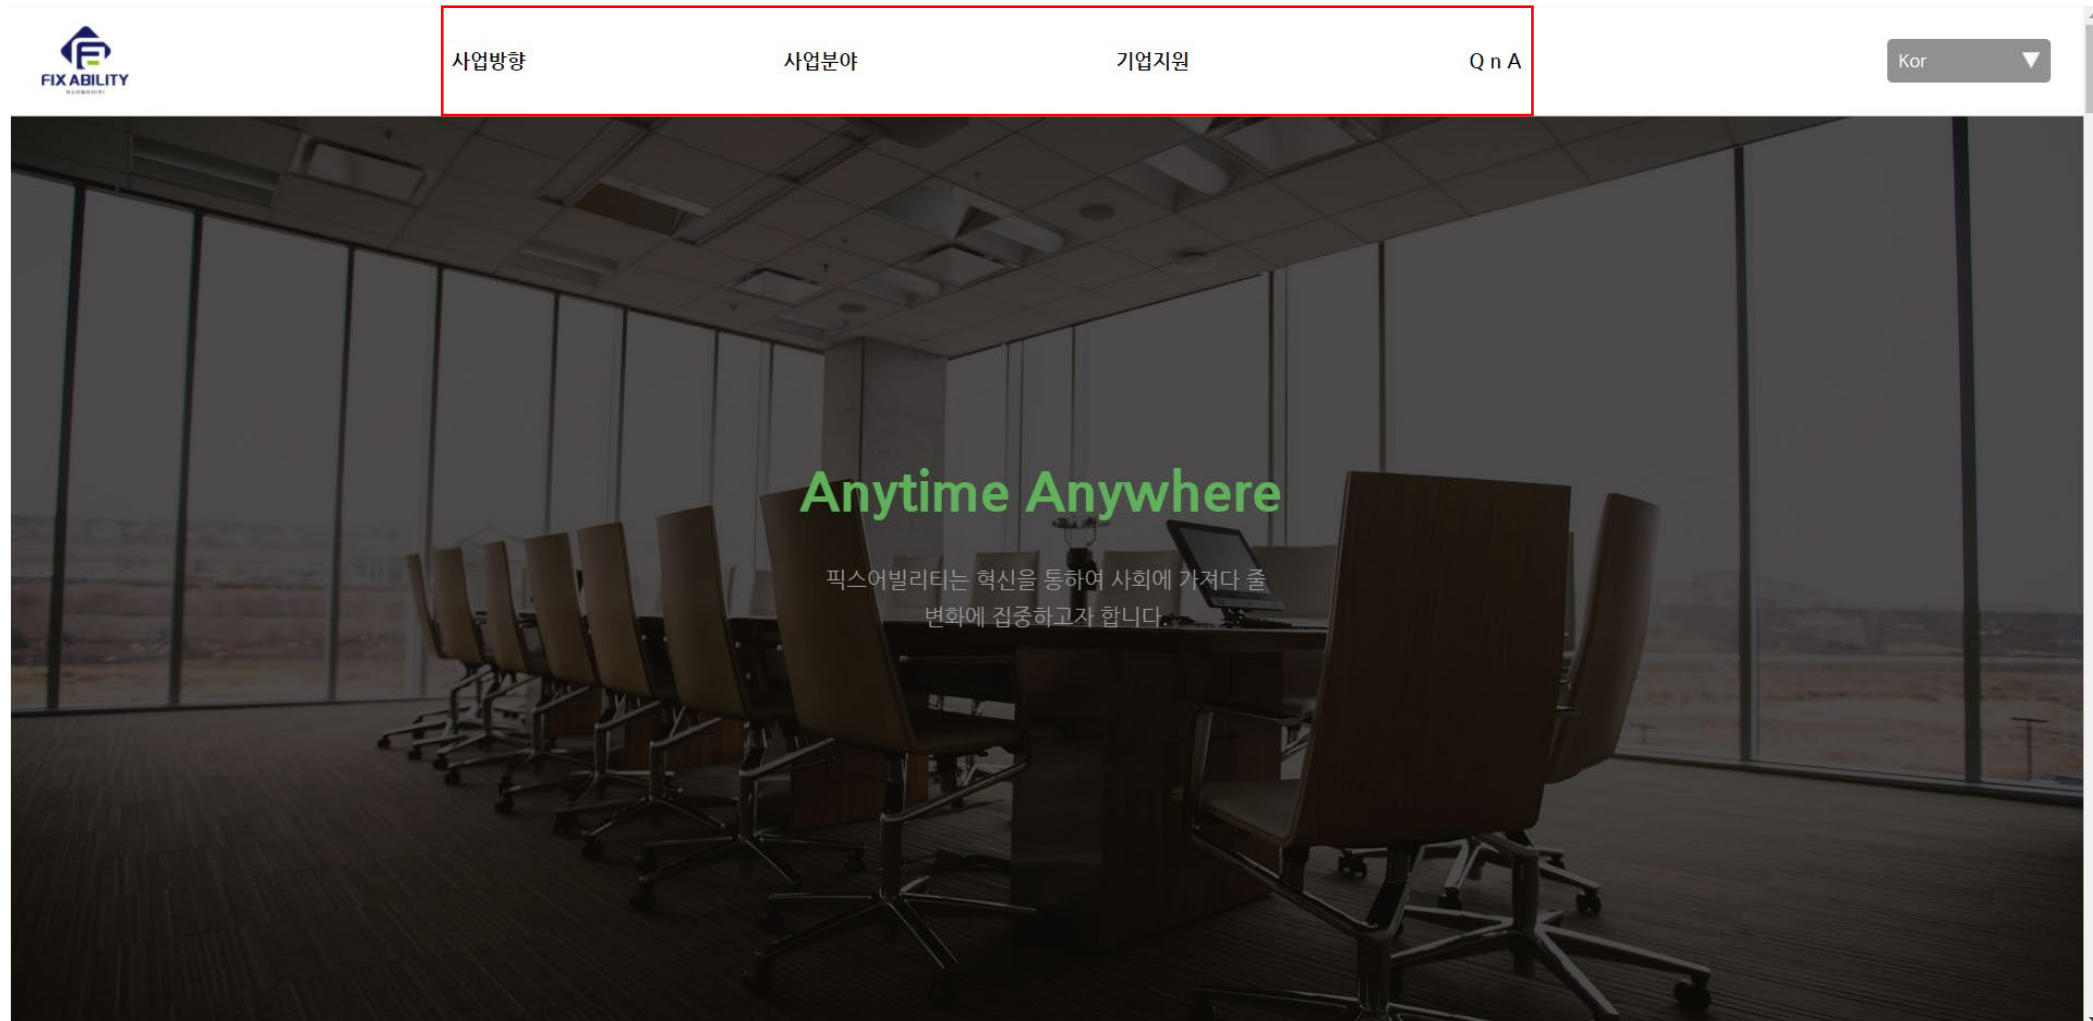 FIXABILITY
사업방향
사업분야
기업지원
Q n A
Kor
Anytime Anywhere
픽스어빌리티는 혁신을 통하여 사회에 가져다 줄
변화에 집중하고자 합니다.